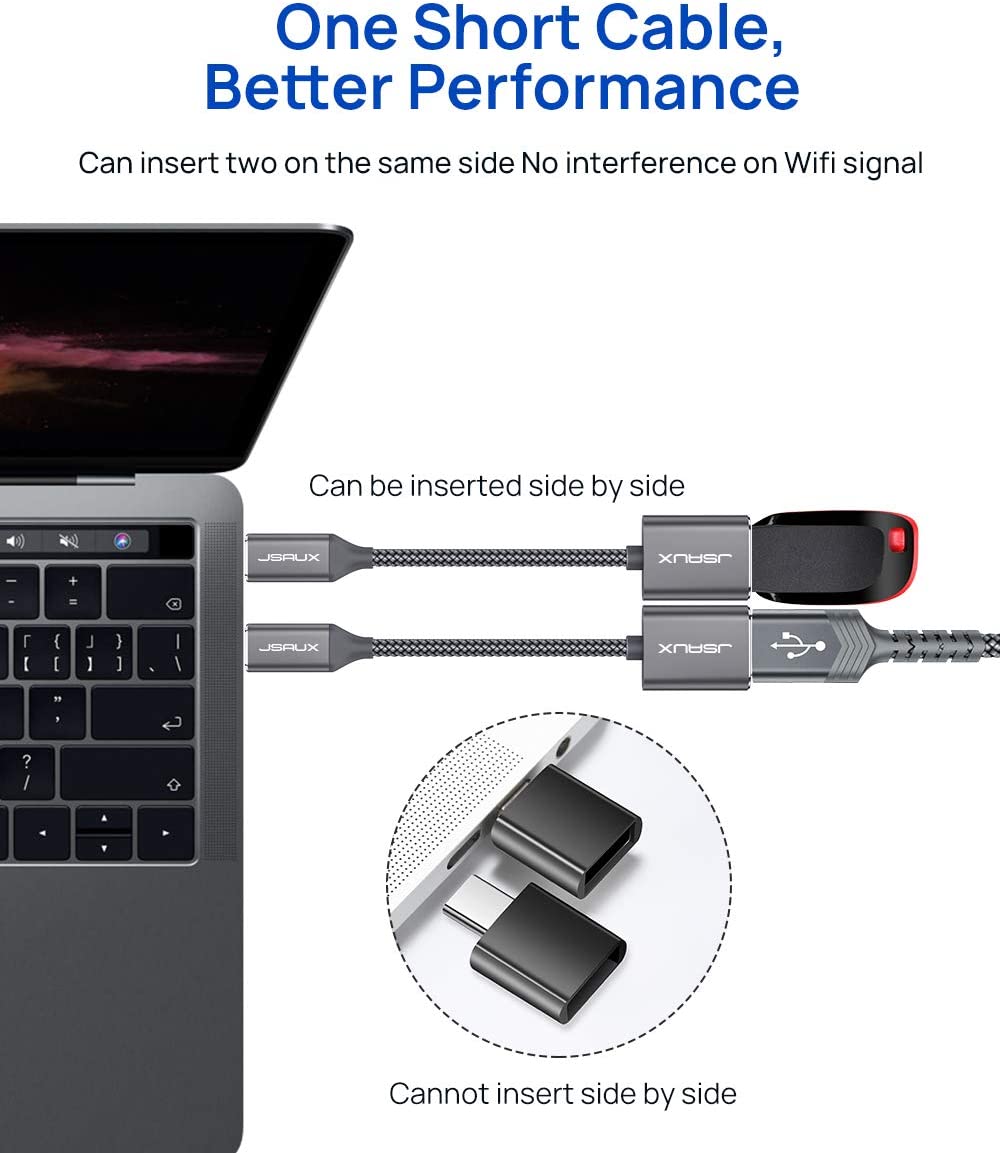 One Short Cable,
Better Performance
Can insert two on the same side No interference on Wifi signal
Can be inserted side by side
JSAUX
JSAUX
JSAUX
JSAUX
- +
- =
{ } |
[ ] \
"
'
?
/
Cannot insert side by side